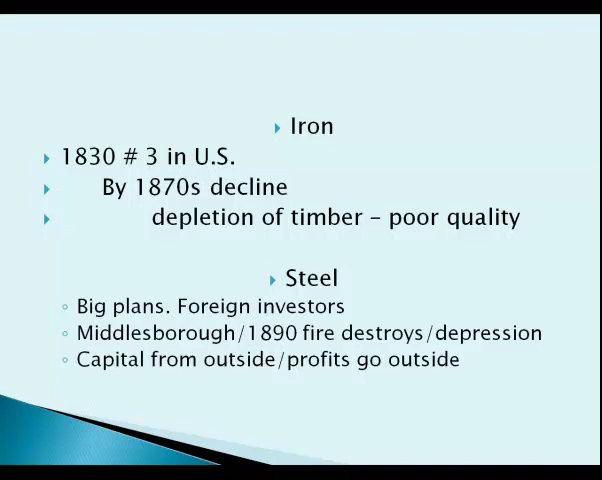 Iron
1830 # 3 in U.S.
By 1870s decline
depletion of timber – poor quality
Steel
Big plans. Foreign investors
Middlesborough/1890 fire destroys/depression
Capital from outside/profits go outside